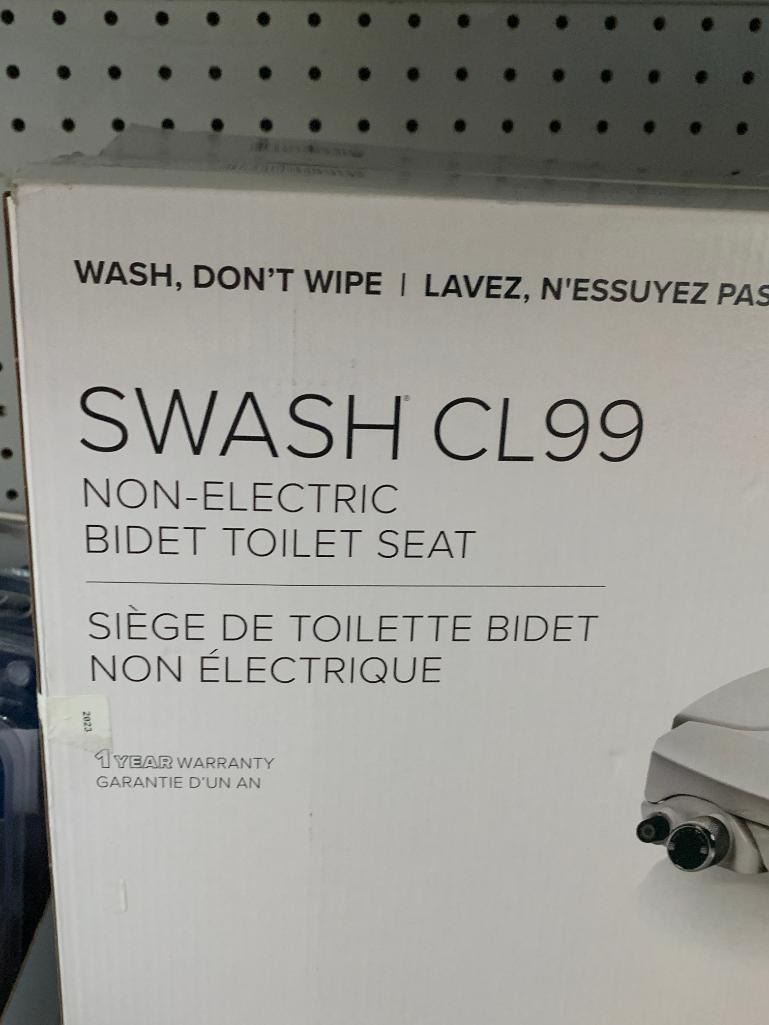 WASH, DON'T WIPE | LAVEZ, N'ESSUYEZ PAS
SWASH® CL99
NON-ELECTRIC
BIDET TOILET SEAT
SIÈGE DE TOILETTE BIDET
NON ÉLECTRIQUE
2023
1 YEAR WARRANTY
GARANTIE D'UN AN